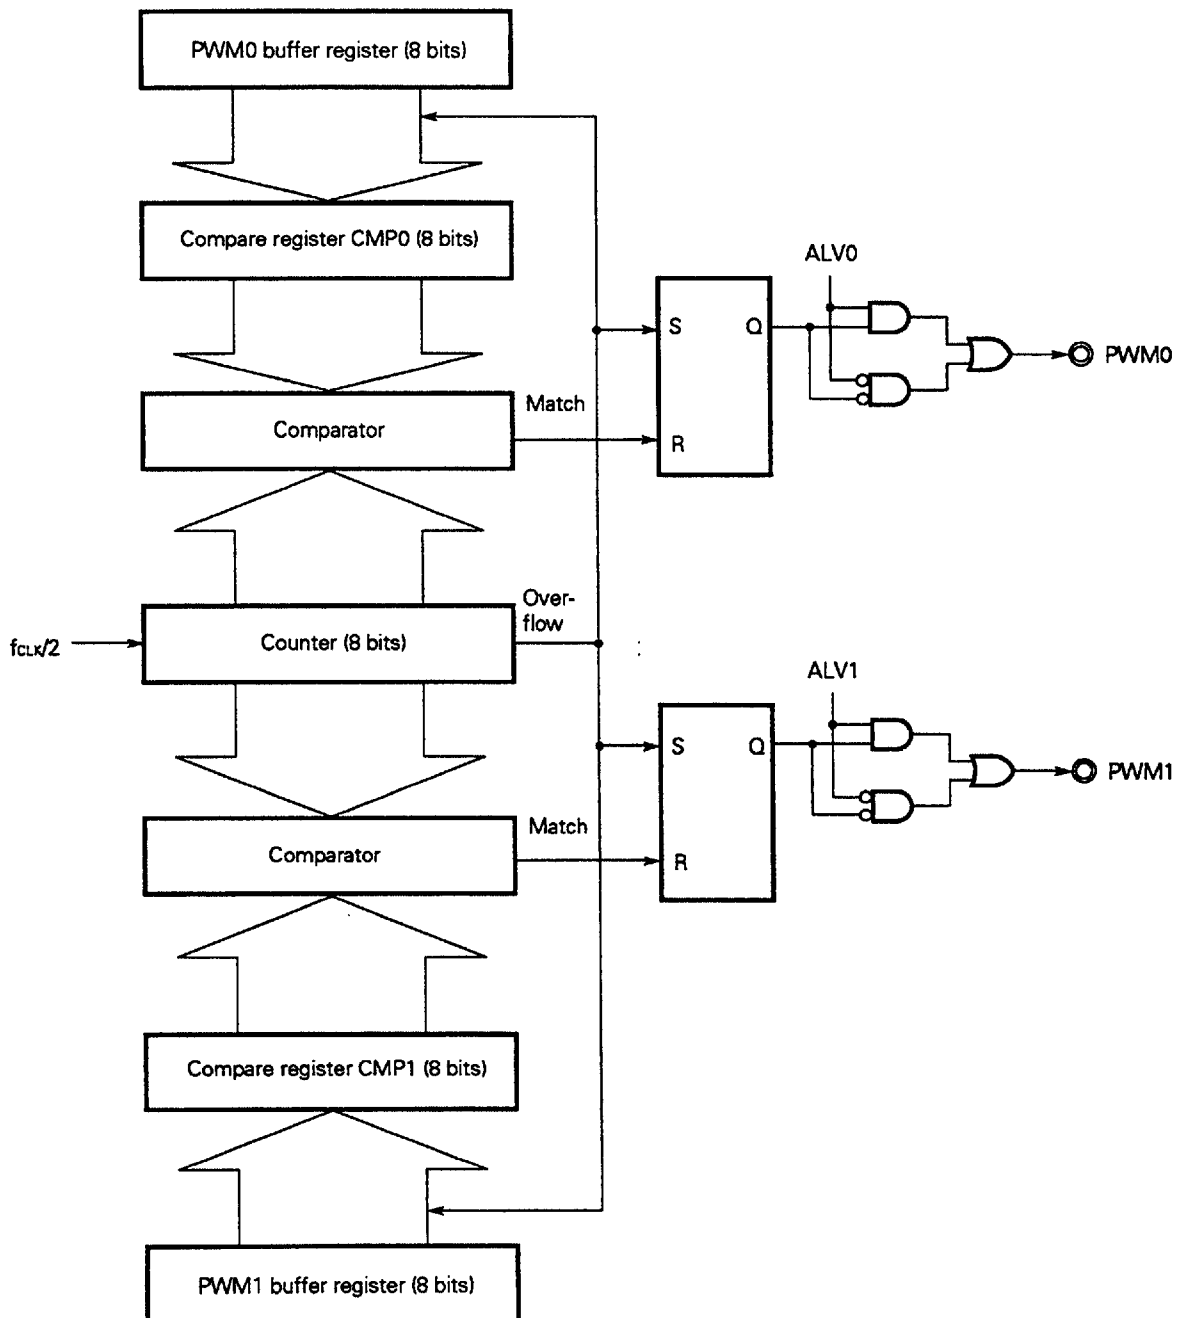 PWM0 buffer register (8 bits)
Compare register CMP0 (8 bits)
ALV0
S
Q
PWM0
Match
R
Comparator
Over-
flow
fCLK/2
Counter (8 bits)
ALV1
S
Q
PWM1
Match
R
Comparator
Compare register CMP1 (8 bits)
PWM1 buffer register (8 bits)